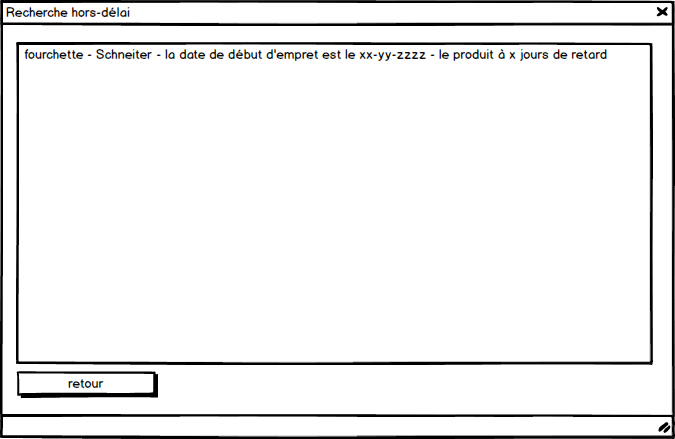 Recherche hors-délai
fourchette - Schneiter - la date de début d'empret est le xx-yy-zzzz - le produit à x jours de retard
retour